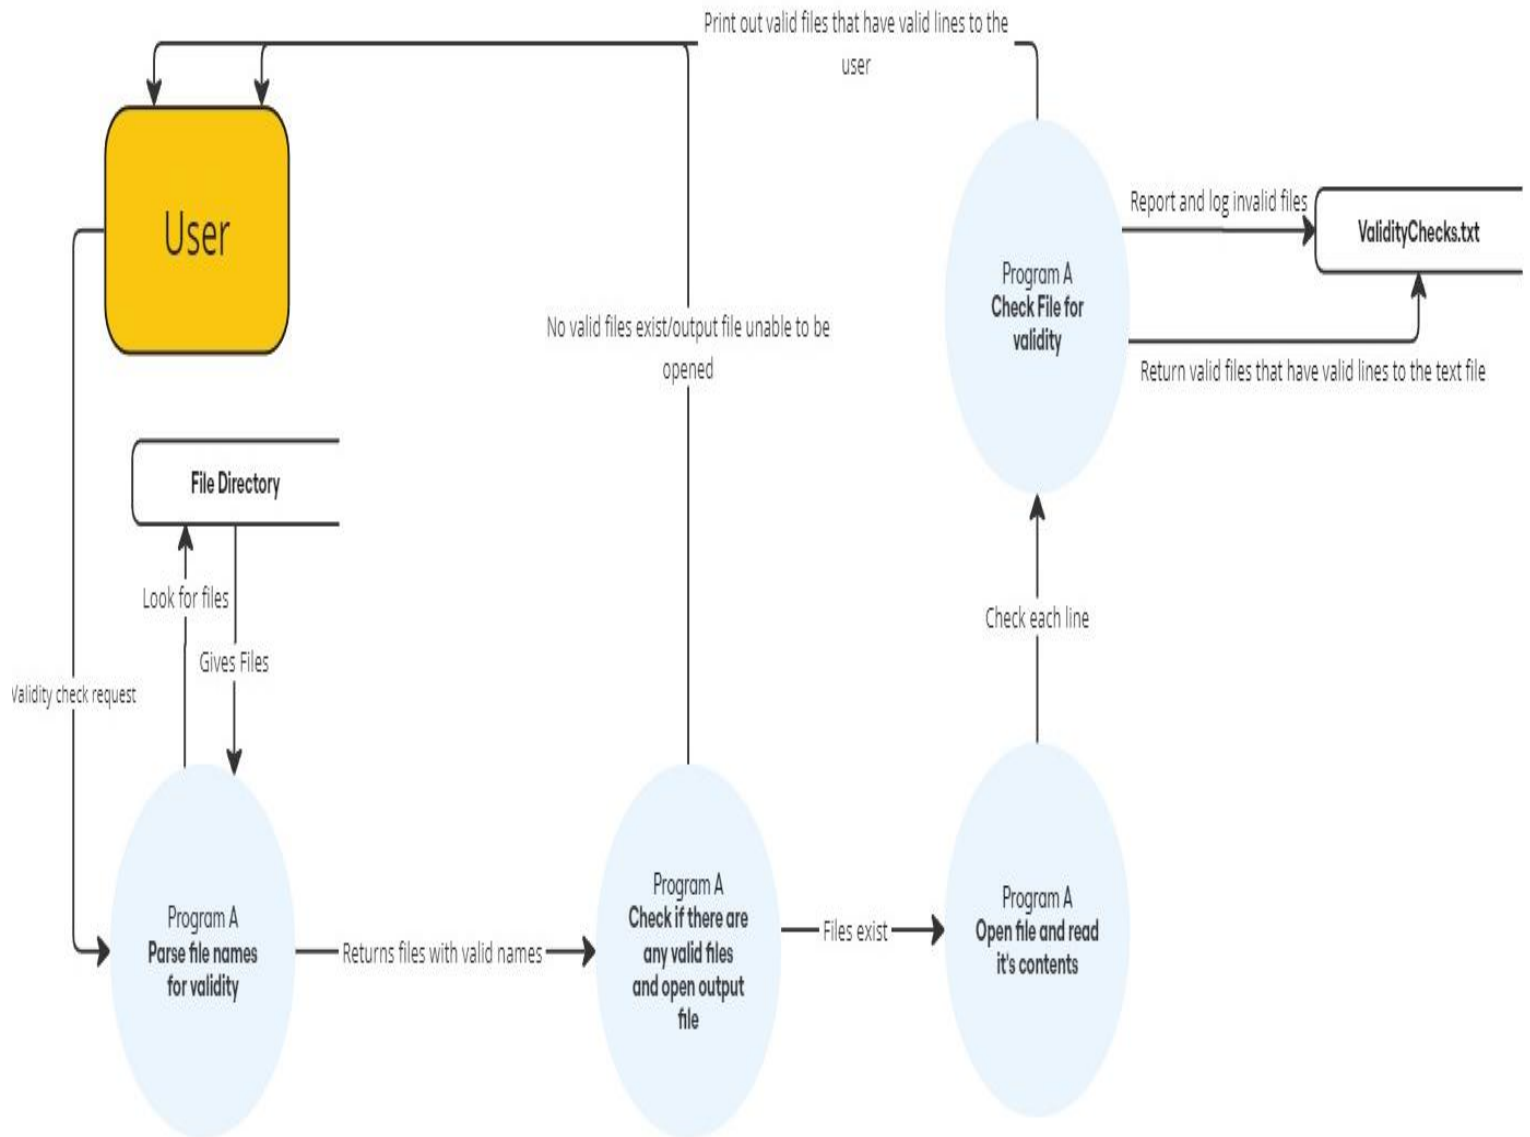 Print out valid files that have valid lines to the
user
User
Report and log invalid files
ValidityChecks.txt
Program A
Check File for
validity
No valid files exist/output file unable to be
opened
Return valid files that have valid lines to the text file
File Directory
Look for files
Check each line
Gives Files
Validity check request
Program A
Parse file names
for validity
Returns files with valid names
Program A
Check if there are
any valid files
and open output
file
Files exist
Program A
Open file and read
it's contents